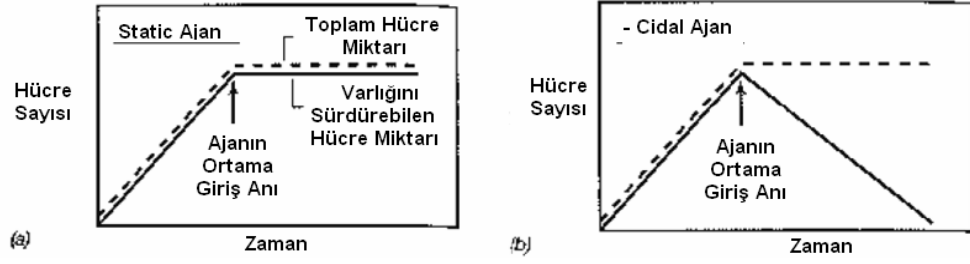 Static Ajan
Toplam Hücre
Miktarı
Hücre
Sayısı
Varlığını
Sürdürebilen
Hücre Miktarı
Ajanın
Ortama
Giriş Anı
(a)
Zaman
- Cidal Ajan
Hücre
Sayısı
Ajanın
Ortama
Giriş Anı
(b)
Zaman